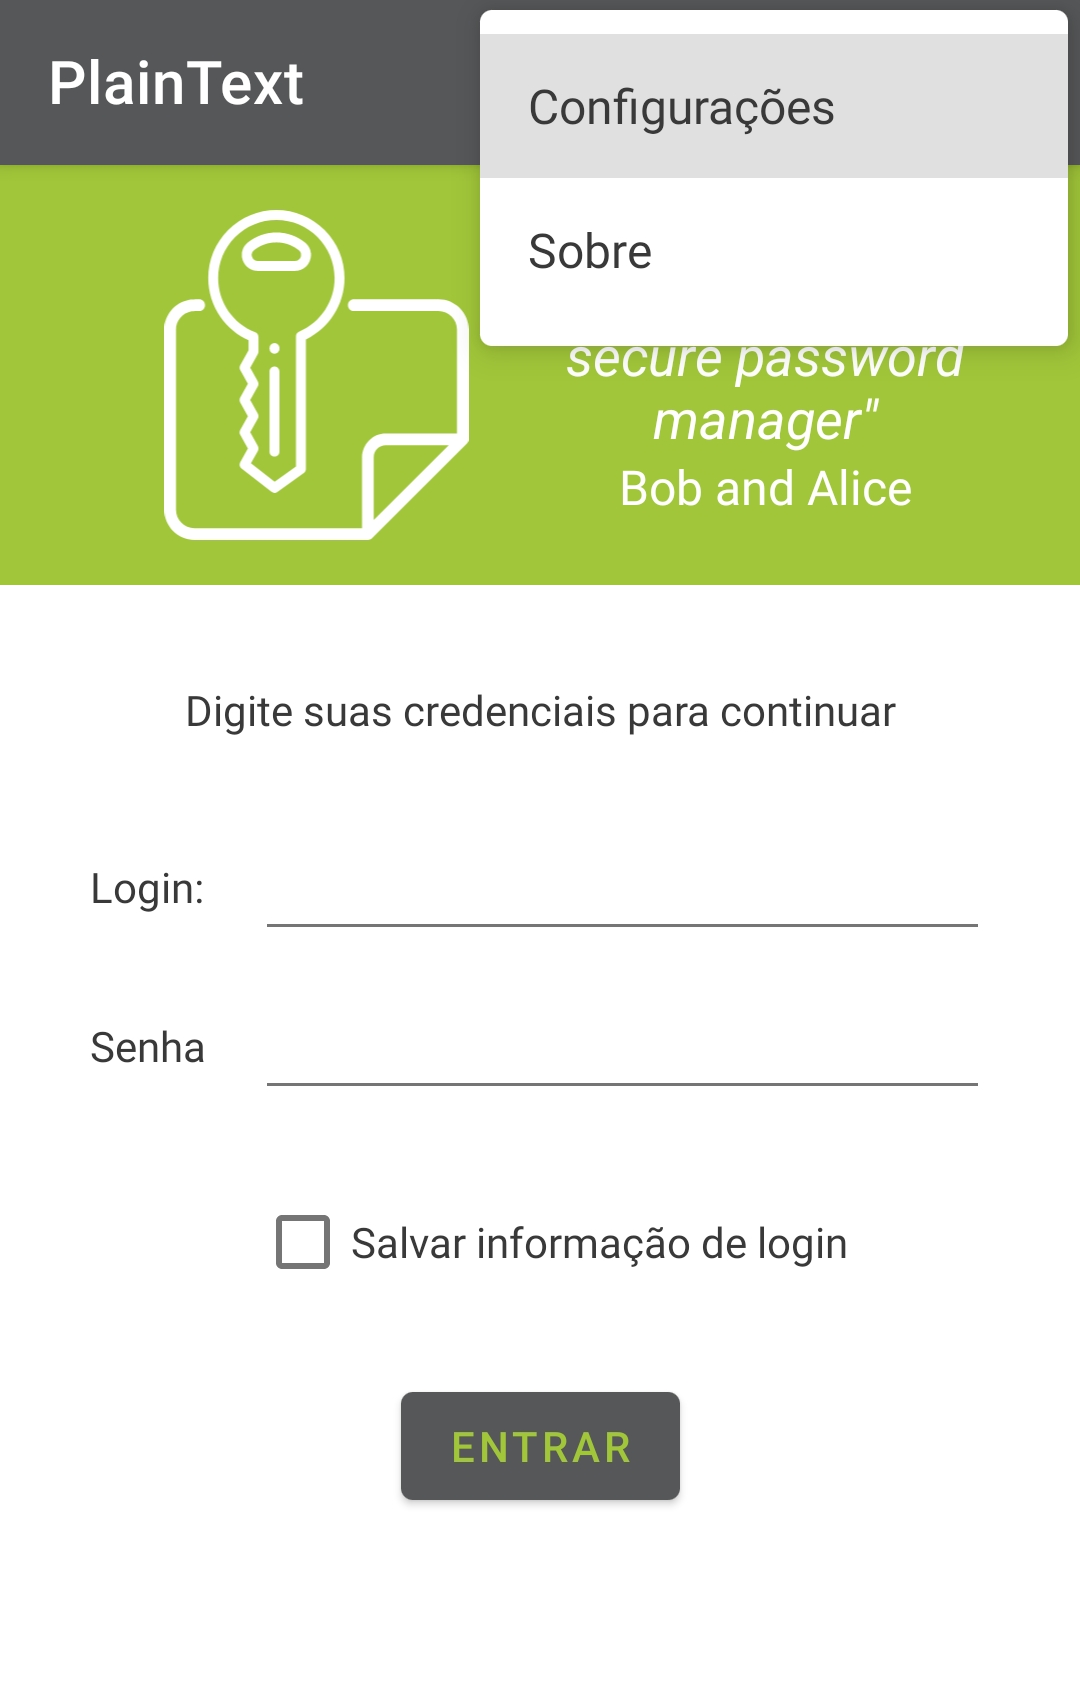 PlainText
Configurações
Sobre
secure password
manager"
Bob and Alice
Digite suas credenciais para continuar
Login:
Senha
Salvar informação de login
ENTRAR